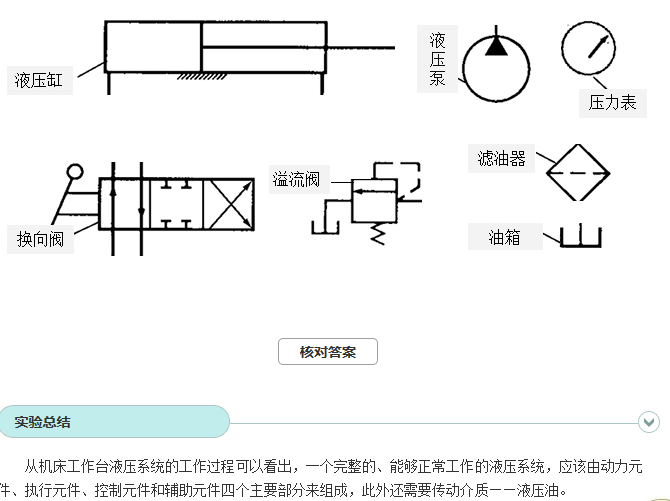 液压缸
液压泵
压力表
换向阀
溢流阀
滤油器
油箱
核对答案
实验总结
从机床工作台液压系统的工作过程可以看出，一个完整的、能够正常工作的液压系统，应该由动力元
件、执行元件、控制元件和辅助元件四个主要部分来组成，此外还需要传动介质——液压油。